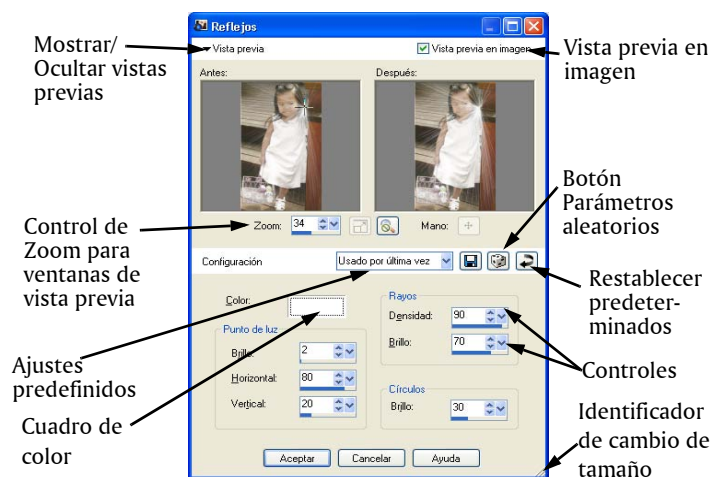 Reflejos
Mostrar/
Ocultar vistas
previas
Vista previa
Vista previa en imagen
Vista previa en
imagen
Antes:
Después:
Botón
Parámetros
aleatorios
Control de
Zoom para
ventanas de
vista previa
Zoom: 34
Mano:
Configuración
Usado por última vez
Restablecer
predeter-
minados
Color:
Punto de luz
Brillo: 2
Horizontal: 80
Vertical: 20
Rayos
Densidad: 90
Brillo: 70
Círculos
Brillo: 30
Ajustes
predefinidos
Controles
Cuadro de
color
Identificador
de cambio de
tamaño
Aceptar
Cancelar
Ayuda